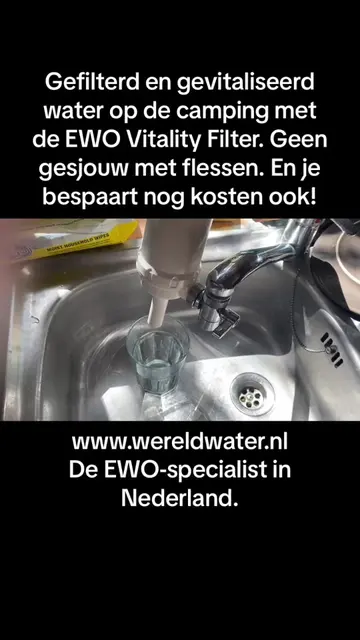 Gefilterd en gevitaliseerd
water op de camping met
de EWO Vitality Filter. Geen
gesjouw met flessen. En je
bespaart nog kosten ook!
www.wereldwater.nl
De EWO-specialist in
Nederland.